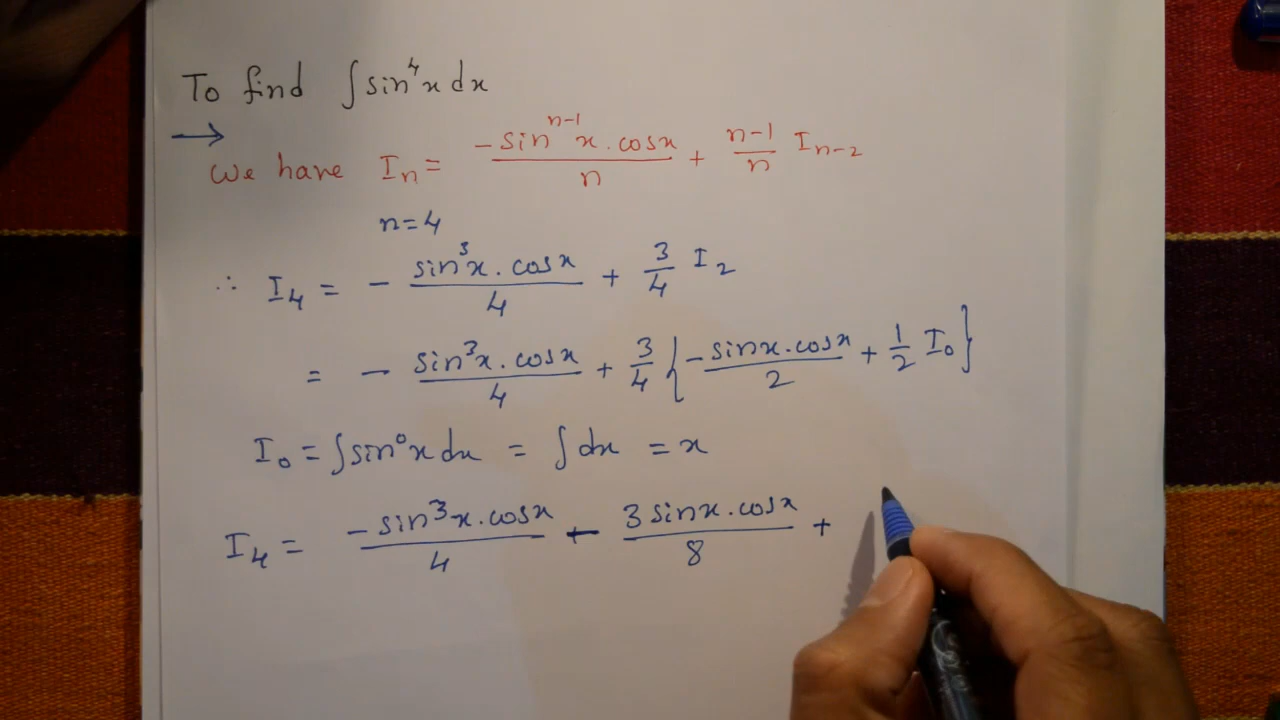 To find ∫sin⁴x dx
→
We have Iₙ = -sinⁿ⁻¹x . cosx / n + n-1 / n Iₙ₋₂
n=4
∴ I₄ = - sin³x . cosx / 4 + 3/4 I₂
= - sin³x . cosx / 4 + 3/4 { - sinx . cosx / 2 + 1/2 I₀ }
I₀ = ∫sin⁰x dx = ∫dx = x
I₄ = -sin³x . cosx / 4 - 3 sinx . cosx / 8 +